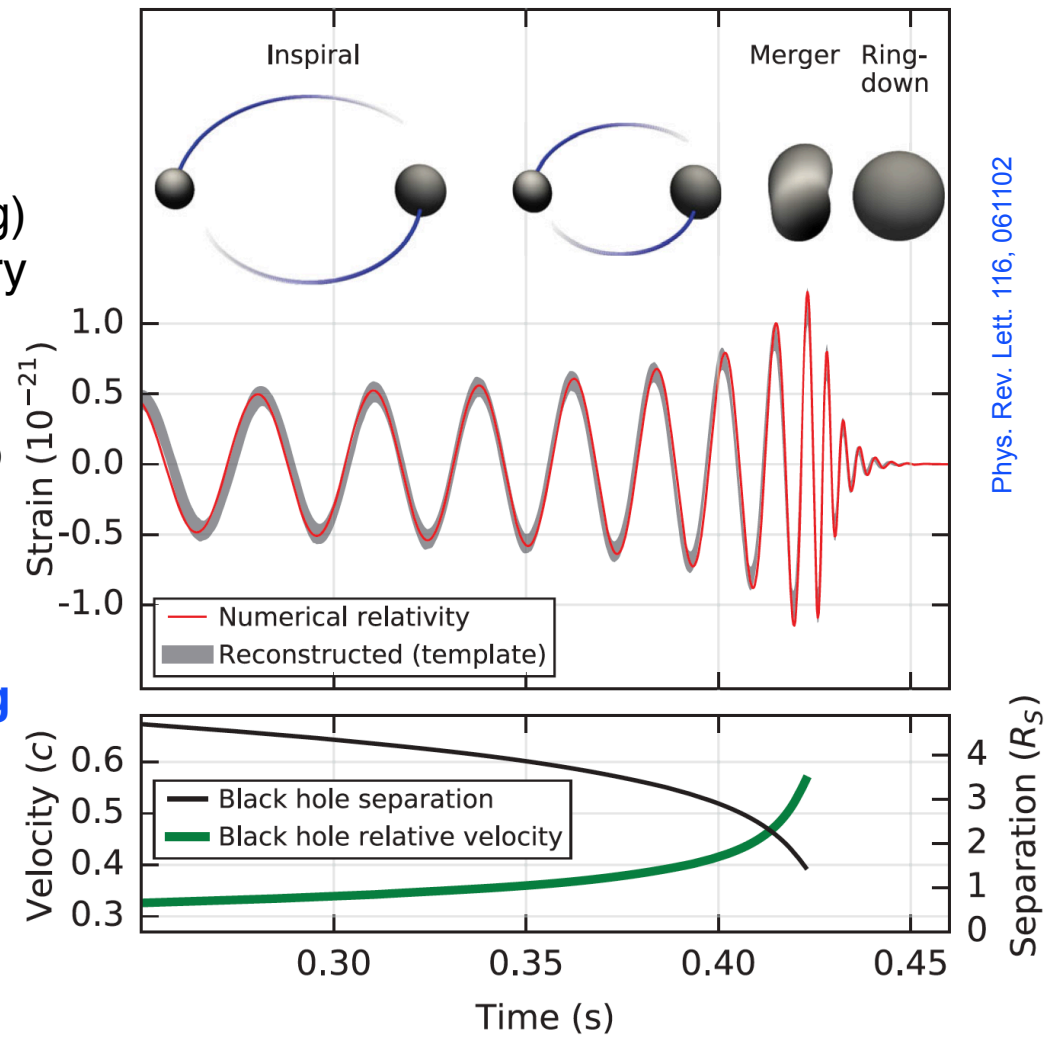 Inspiral
Merger Ring-
down
g)
ry
1.0
0.5
0.0
-0.5
-1.0
Strain (10⁻²¹)
Numerical relativity
Reconstructed (template)
Phys. Rev. Lett. 116, 061102
g
0.6
0.5
0.4
0.3
Velocity (c)
Black hole separation
Black hole relative velocity
4
3
2
1
0
Separation (R_S)
0.30 0.35 0.40 0.45
Time (s)